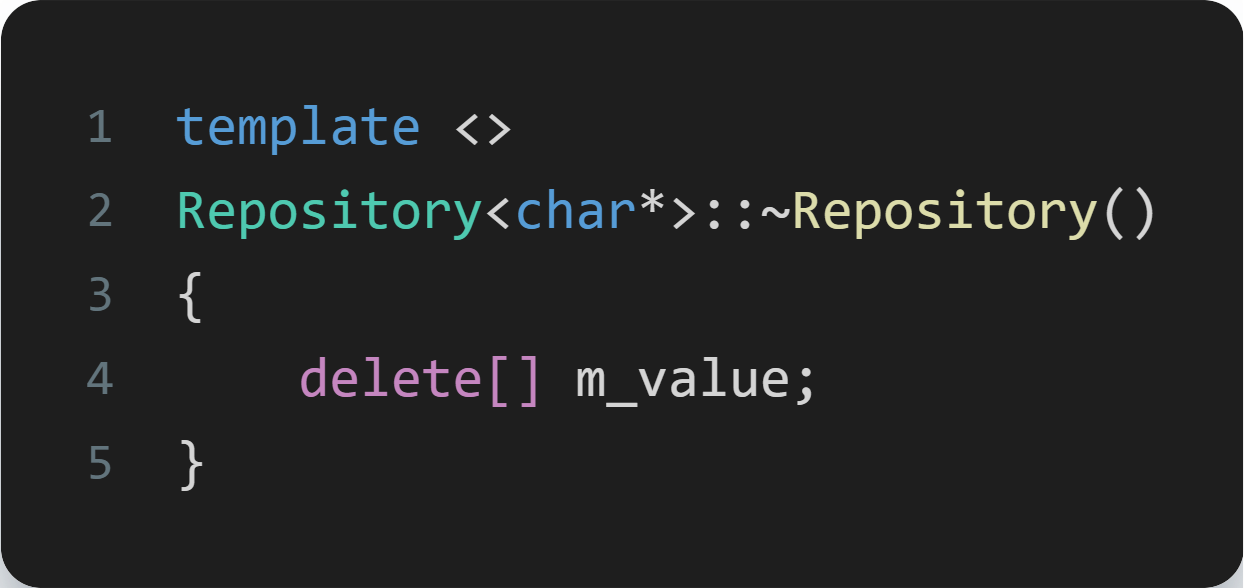 1 template <>
2 Repository<char*>::~Repository()
3 {
4     delete[] m_value;
5 }